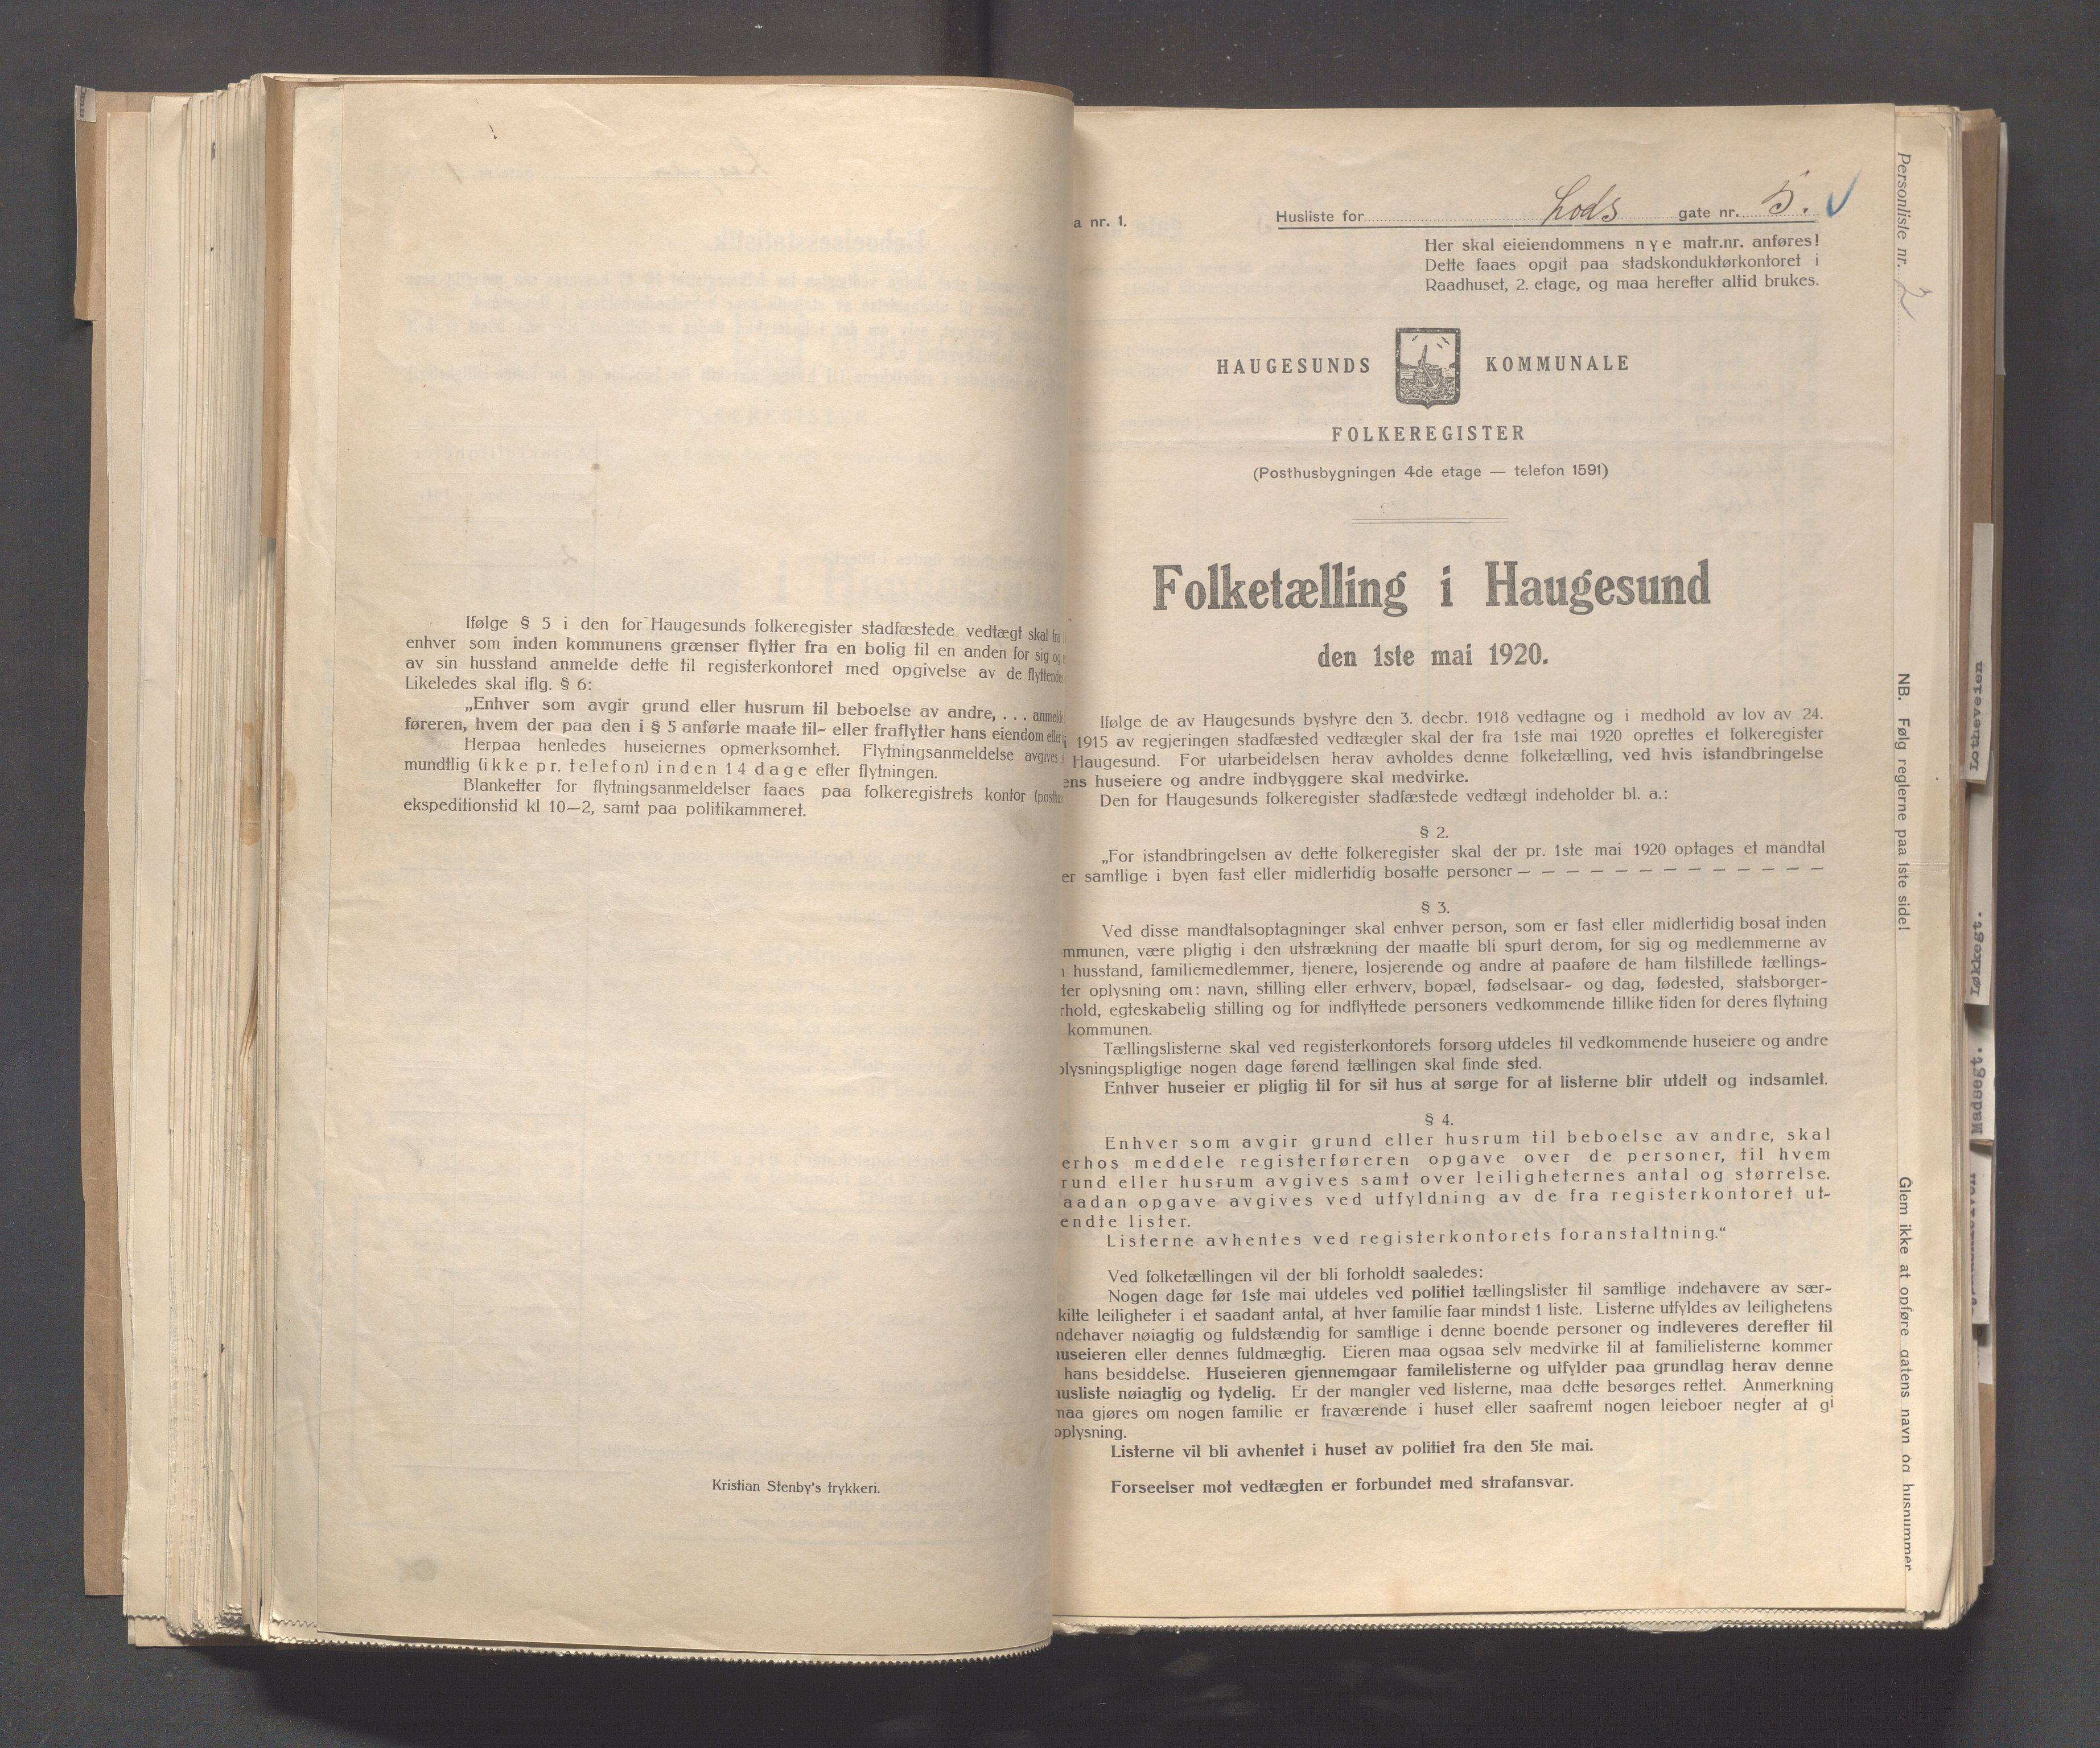 Ifølge § 5 i den for Haugesunds folkeregister stadfæstede vedtægt skal fra
enhver som inden kommunens grænser flytter fra en bolig til en anden for sig og
av sin husstand anmelde dette til registerkontoret med opgivelse av de flyttendes
Likeledes skal iflg. § 6:
„Enhver som avgir grund eller husrum til beboelse av andre, . . . anmelde
føreren, hvem der paa den i § 5 anførte maate til- eller fraflytter hans eiendom eller
Herpaa henledes huseiernes opmerksomhet. Flytningsanmeldelse avgives
mundtlig (ikke pr. telefon) inden 14 dage efter flytningen.
Blanketter for flytningsanmeldelser faaes paa folkeregistrets kontor (posthus
ekspeditionstid kl 10—2, samt paa politikammeret.
Kristian Stenby's trykkeri.
a nr. 1.
Husliste for Lods gate nr. 5.
Her skal eieiendommens nye matr.nr. anføres!
Dette faaes opgit paa stadskonduktørkontoret i
Raadhuset, 2. etage, og maa herefter altid brukes.
HAUGESUNDS KOMMUNALE
FOLKEREGISTER
(Posthusbygningen 4de etage — telefon 1591)
Folketælling i Haugesund
den 1ste mai 1920.
Ifølge de av Haugesunds bystyre den 3. decbr. 1918 vedtagne og i medhold av lov av 24.
i 1915 av regjeringen stadfæsted vedtægter skal der fra 1ste mai 1920 oprettes et folkeregister
Haugesund. For utarbeidelsen herav avholdes denne folketælling, ved hvis istandbringelse
ens huseiere og andre indbyggere skal medvirke.
Den for Haugesunds folkeregister stadfæstede vedtægt indeholder bl. a.:
§ 2.
„For istandbringelsen av dette folkeregister skal der pr. 1ste mai 1920 optages et mandtal
er samtlige i byen fast eller midlertidig bosatte personer — — — — — — — — — — — — —
§ 3.
Ved disse mandtalsoptagninger skal enhver person, som er fast eller midlertidig bosat inden
mmunen, være pligtig i den utstrækning der maatte bli spurt derom, for sig og medlemmerne av
n husstand, familiemedlemmer, tjenere, losjerende og andre at paaføre de ham tilstillede tællings-
ter oplysning om: navn, stilling eller erhverv, bopæl, fødselsaar- og dag, fødested, statsborger-
rhold, egteskabelig stilling og for indflyttede personers vedkommende tillike tiden for deres flytning
kommunen.
Tællingslisterne skal ved registerkontorets forsorg utdeles til vedkommende huseiere og andre
plysningspligtige nogen dage førend tællingen skal finde sted.
Enhver huseier er pligtig til for sit hus at sørge for at listerne blir utdelt og indsamlet.
§ 4.
Enhver som avgir grund eller husrum til beboelse av andre, skal
erhos meddele registerføreren opgave over de personer, til hvem
rund eller husrum avgives samt over leiligheternes antal og størrelse.
aadan opgave avgives ved utfyldning av de fra registerkontoret ut-
endte lister.
Listerne avhentes ved registerkontorets foranstaltning.“
Ved folketællingen vil der bli forholdt saaledes:
Nogen dage før 1ste mai utdeles ved politiet tællingslister til samtlige indehavere av sær-
kilte leiligheter i et saadant antal, at hver familie faar mindst 1 liste. Listerne utfyldes av leilighetens
ndehaver nøiagtig og fuldstændig for samtlige i denne boende personer og indleveres derefter til
huseieren eller dennes fuldmægtig. Eieren maa ogsaa selv medvirke til at familielisterne kommer
hans besiddelse. Huseieren gjennemgaar familelisterne og utfylder paa grundlag herav denne
husliste nøiagtig og tydelig. Er der mangler ved listerne, maa dette besørges rettet. Anmerkning
maa gjøres om nogen familie er fraværende i huset eller saafremt nogen leieboer negter at gi
oplysning.
Listerne vil bli avhentet i huset av politiet fra den 5te mai.
Forseelser mot vedtægten er forbundet med strafansvar.
Personliste nr. 2
NB. Følg reglerne paa 1ste side!
Glem ikke at opføre gatens navn og husnummer
Lotheveien
Løkkegt.
Madsegt.